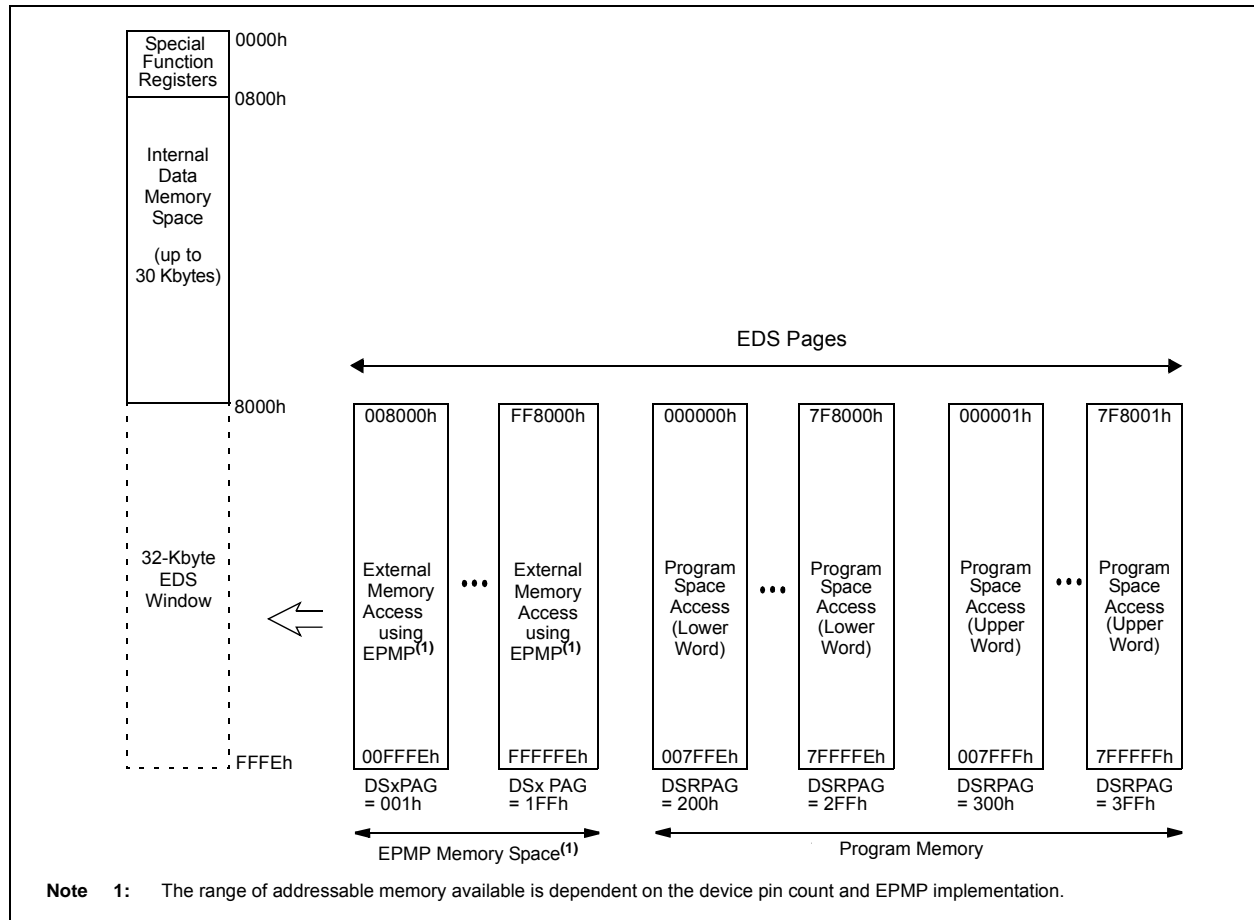 Special
Function
Registers
0000h
0800h
Internal
Data
Memory
Space
(up to
30 Kbytes)
EDS Pages
8000h
32-Kbyte
EDS
Window
FFFEh
008000h
External
Memory
Access
using
EPMP(1)
00FFFEh
DSxPAG
= 001h
FF8000h
External
Memory
Access
using
EPMP(1)
FFFFFEh
DSx PAG
= 1FFh
000000h
Program
Space
Access
(Lower
Word)
007FFEh
DSRPAG
= 200h
7F8000h
Program
Space
Access
(Lower
Word)
7FFFFEh
DSRPAG
= 2FFh
000001h
Program
Space
Access
(Upper
Word)
007FFFh
DSRPAG
= 300h
7F8001h
Program
Space
Access
(Upper
Word)
7FFFFFh
DSRPAG
= 3FFh
EPMP Memory Space(1)
Program Memory
Note 1: The range of addressable memory available is dependent on the device pin count and EPMP implementation.